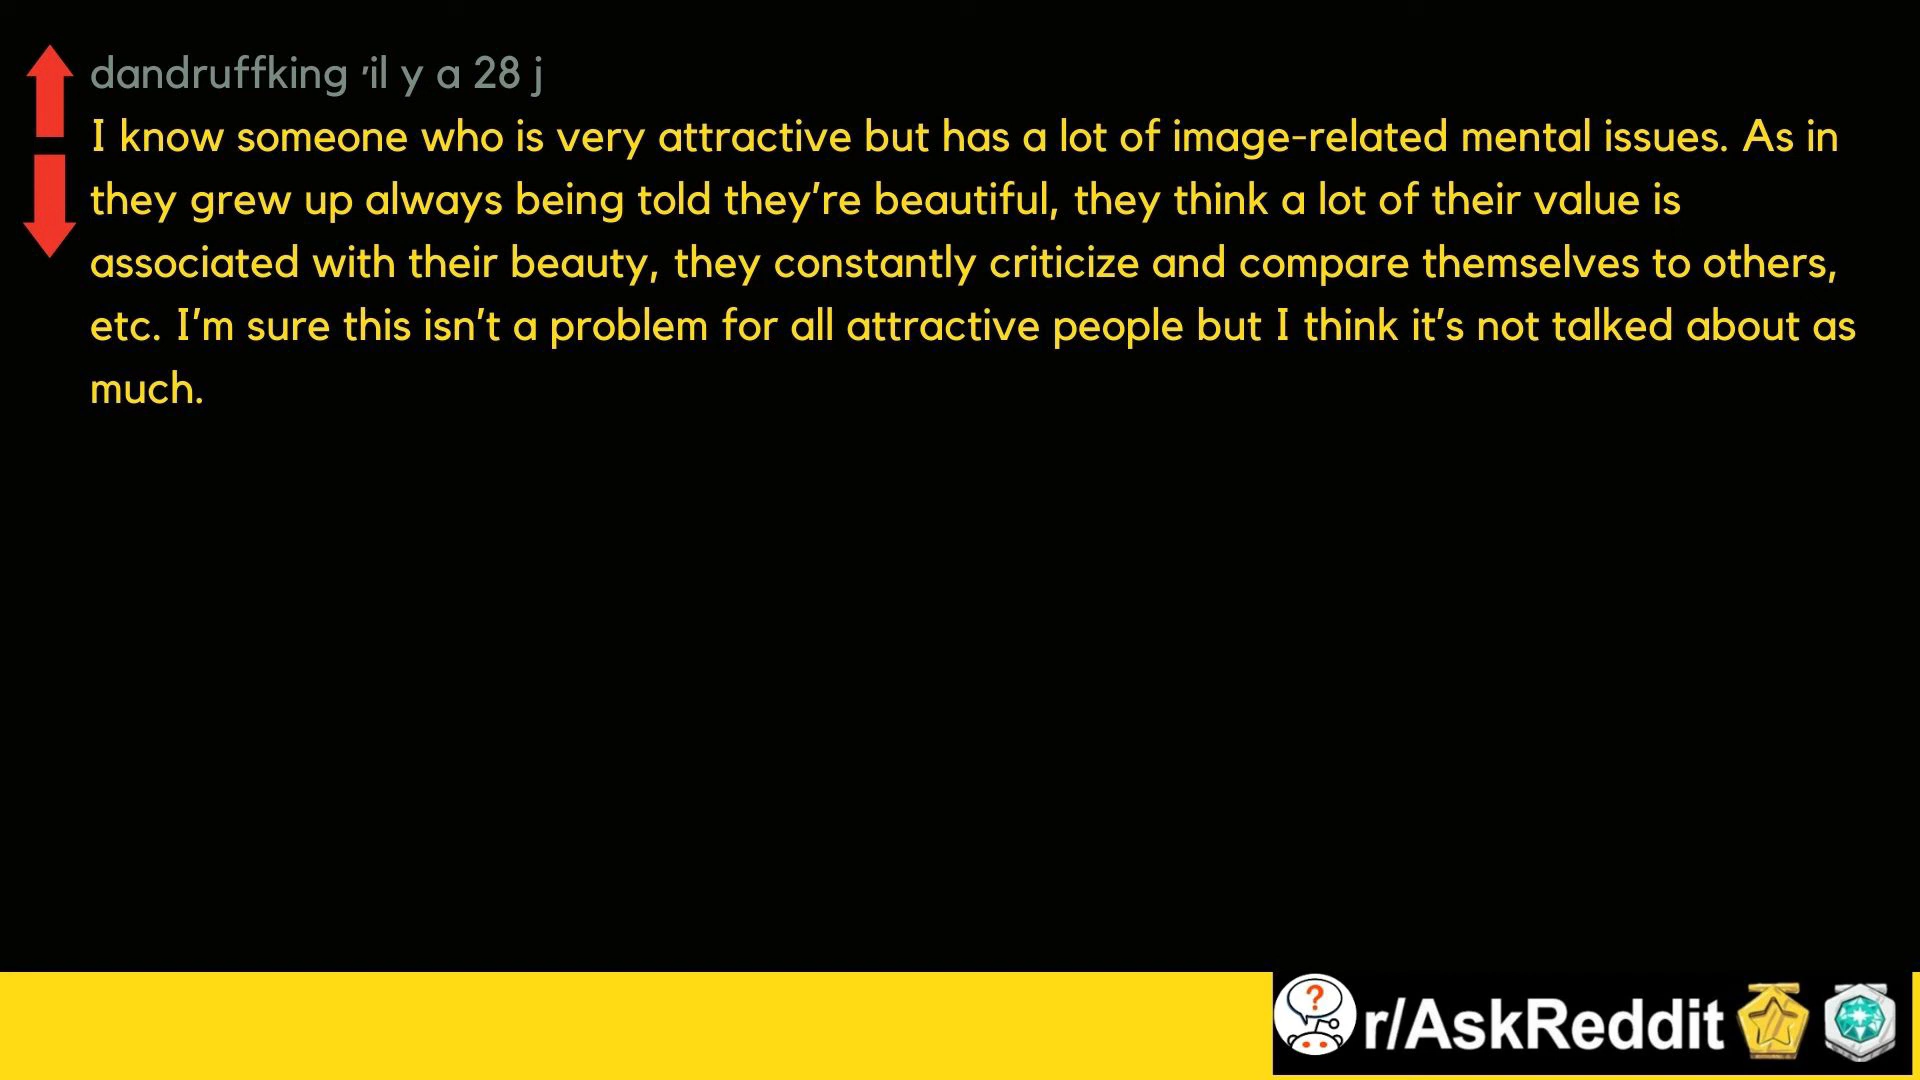 dandruffking ·il y a 28 j
I know someone who is very attractive but has a lot of image-related mental issues. As in
they grew up always being told they’re beautiful, they think a lot of their value is
associated with their beauty, they constantly criticize and compare themselves to others,
etc. I’m sure this isn’t a problem for all attractive people but I think it’s not talked about as
much.
?
r/AskReddit